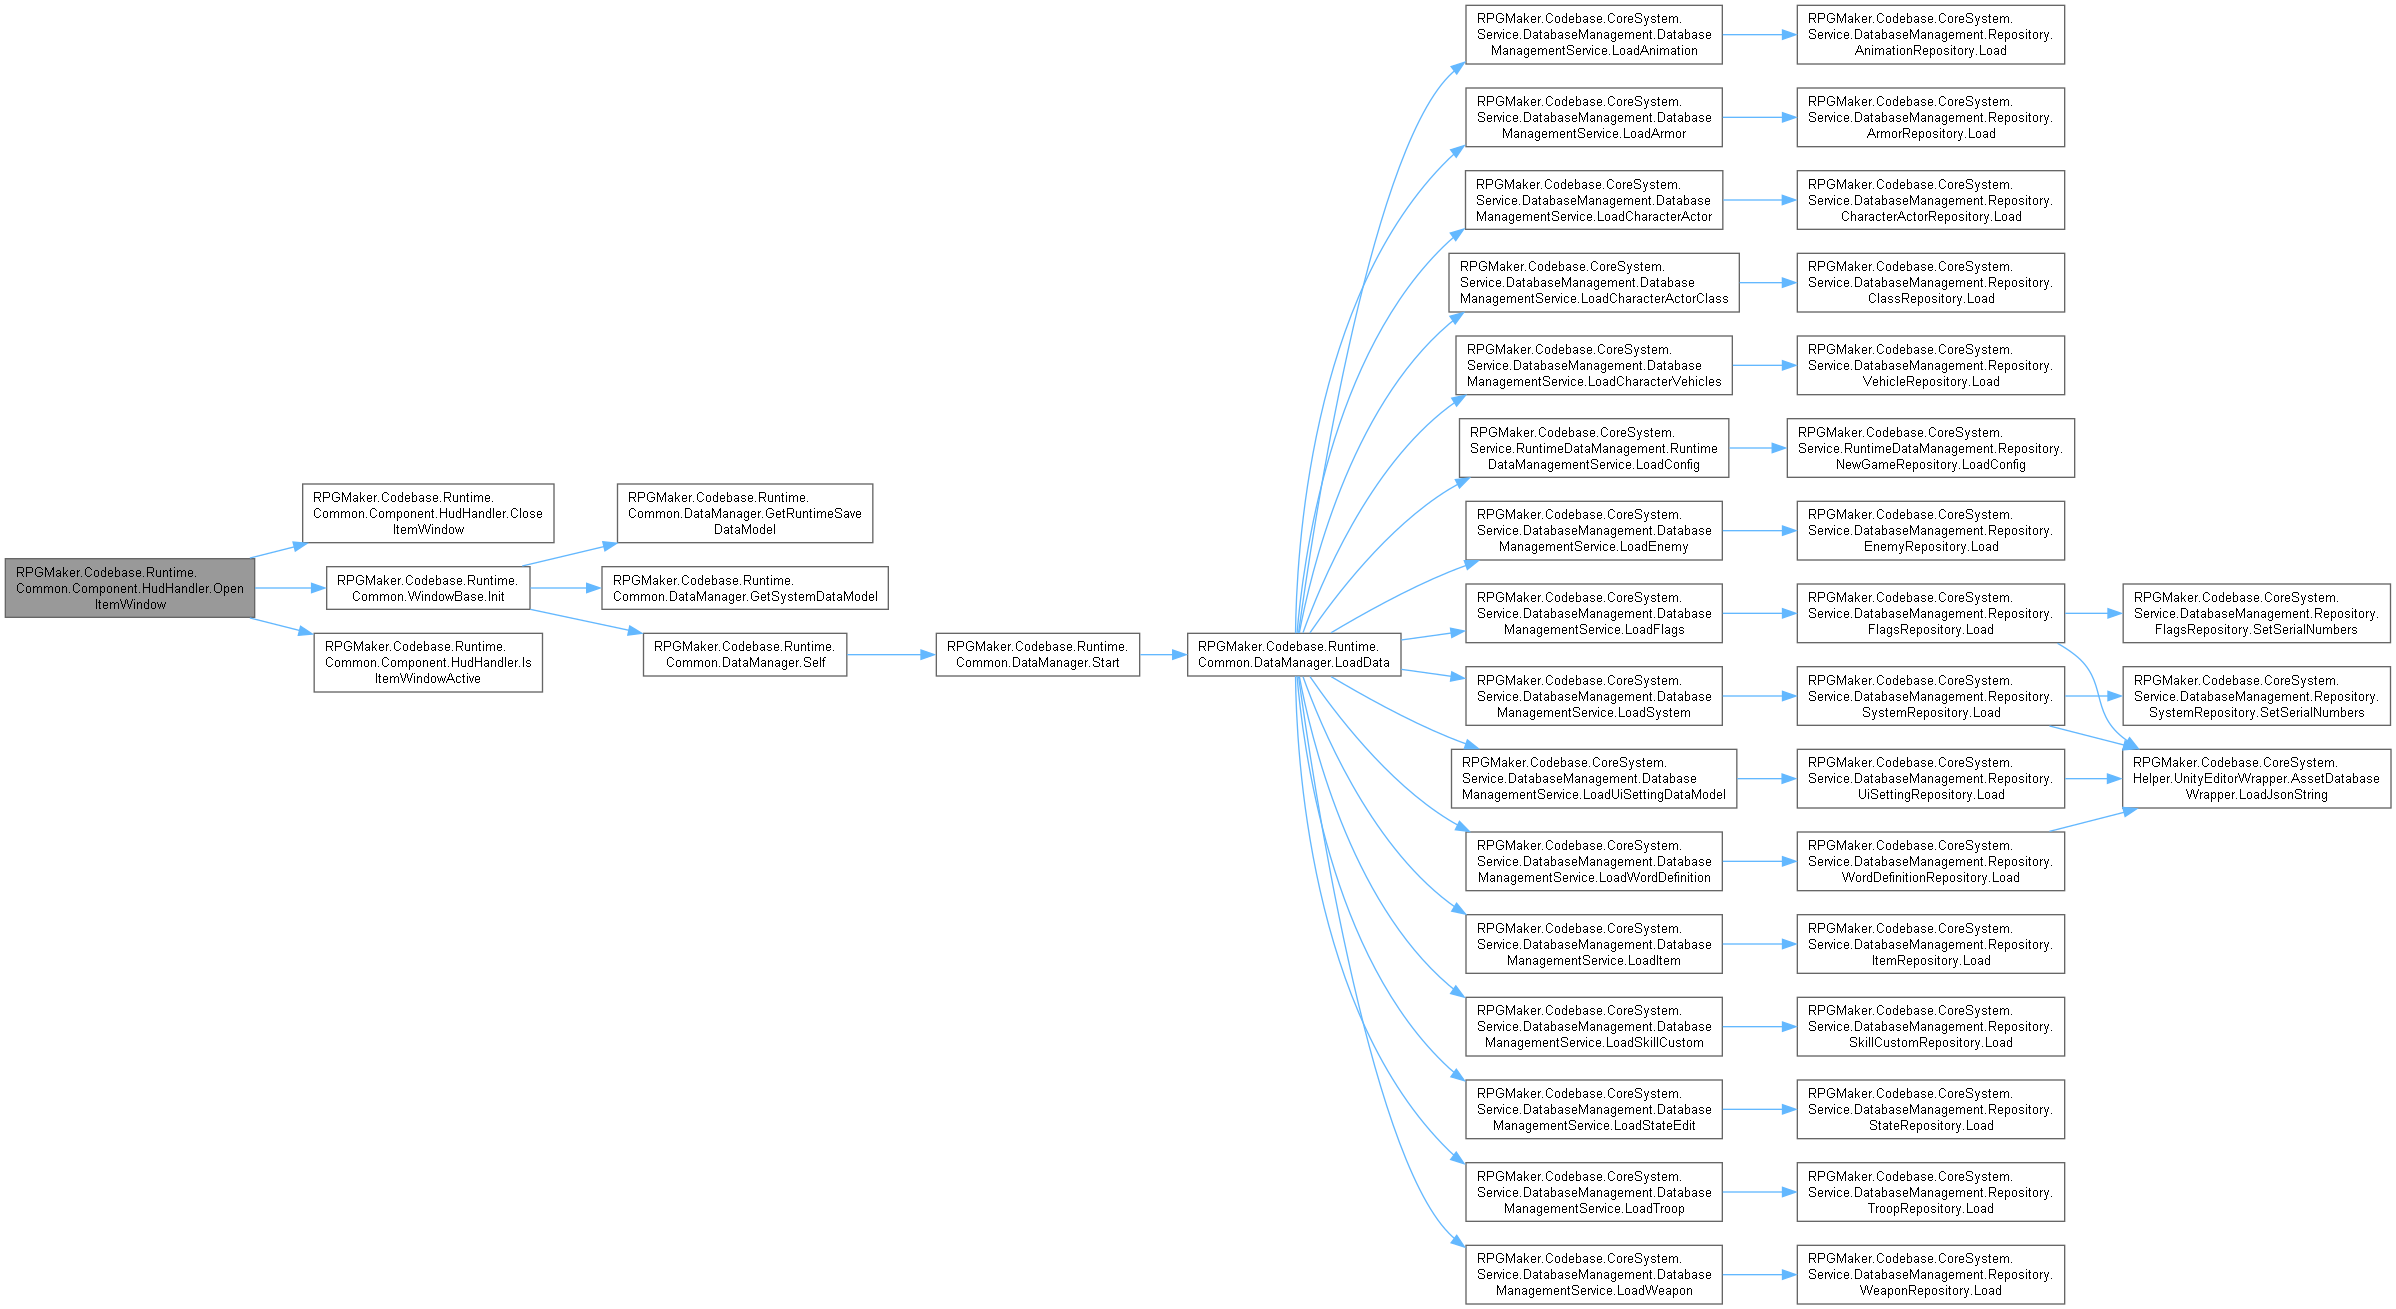 RPGMaker.Codebase.Runtime.
Common.Component.HudHandler.Open
ItemWindow
RPGMaker.Codebase.Runtime.
Common.Component.HudHandler.Close
ItemWindow
RPGMaker.Codebase.Runtime.
Common.WindowBase.Init
RPGMaker.Codebase.Runtime.
Common.Component.HudHandler.Is
ItemWindowActive
RPGMaker.Codebase.Runtime.
Common.DataManager.GetRuntimeSave
DataModel
RPGMaker.Codebase.Runtime.
Common.DataManager.GetSystemDataModel
RPGMaker.Codebase.Runtime.
Common.DataManager.Self
RPGMaker.Codebase.Runtime.
Common.DataManager.Start
RPGMaker.Codebase.Runtime.
Common.DataManager.LoadData
RPGMaker.Codebase.CoreSystem.
Service.DatabaseManagement.Database
ManagementService.LoadAnimation
RPGMaker.Codebase.CoreSystem.
Service.DatabaseManagement.Database
ManagementService.LoadArmor
RPGMaker.Codebase.CoreSystem.
Service.DatabaseManagement.Database
ManagementService.LoadCharacterActor
RPGMaker.Codebase.CoreSystem.
Service.DatabaseManagement.Database
ManagementService.LoadCharacterActorClass
RPGMaker.Codebase.CoreSystem.
Service.DatabaseManagement.Database
ManagementService.LoadCharacterVehicles
RPGMaker.Codebase.CoreSystem.
Service.RuntimeDataManagement.Runtime
DataManagementService.LoadConfig
RPGMaker.Codebase.CoreSystem.
Service.DatabaseManagement.Database
ManagementService.LoadEnemy
RPGMaker.Codebase.CoreSystem.
Service.DatabaseManagement.Database
ManagementService.LoadFlags
RPGMaker.Codebase.CoreSystem.
Service.DatabaseManagement.Database
ManagementService.LoadSystem
RPGMaker.Codebase.CoreSystem.
Service.DatabaseManagement.Database
ManagementService.LoadUiSettingDataModel
RPGMaker.Codebase.CoreSystem.
Service.DatabaseManagement.Database
ManagementService.LoadWordDefinition
RPGMaker.Codebase.CoreSystem.
Service.DatabaseManagement.Database
ManagementService.LoadItem
RPGMaker.Codebase.CoreSystem.
Service.DatabaseManagement.Database
ManagementService.LoadSkillCustom
RPGMaker.Codebase.CoreSystem.
Service.DatabaseManagement.Database
ManagementService.LoadStateEdit
RPGMaker.Codebase.CoreSystem.
Service.DatabaseManagement.Database
ManagementService.LoadTroop
RPGMaker.Codebase.CoreSystem.
Service.DatabaseManagement.Database
ManagementService.LoadWeapon
RPGMaker.Codebase.CoreSystem.
Service.DatabaseManagement.Repository.
AnimationRepository.Load
RPGMaker.Codebase.CoreSystem.
Service.DatabaseManagement.Repository.
ArmorRepository.Load
RPGMaker.Codebase.CoreSystem.
Service.DatabaseManagement.Repository.
CharacterActorRepository.Load
RPGMaker.Codebase.CoreSystem.
Service.DatabaseManagement.Repository.
ClassRepository.Load
RPGMaker.Codebase.CoreSystem.
Service.DatabaseManagement.Repository.
VehicleRepository.Load
RPGMaker.Codebase.CoreSystem.
Service.RuntimeDataManagement.Repository.
NewGameRepository.LoadConfig
RPGMaker.Codebase.CoreSystem.
Service.DatabaseManagement.Repository.
EnemyRepository.Load
RPGMaker.Codebase.CoreSystem.
Service.DatabaseManagement.Repository.
FlagsRepository.Load
RPGMaker.Codebase.CoreSystem.
Service.DatabaseManagement.Repository.
SystemRepository.Load
RPGMaker.Codebase.CoreSystem.
Service.DatabaseManagement.Repository.
UiSettingRepository.Load
RPGMaker.Codebase.CoreSystem.
Service.DatabaseManagement.Repository.
WordDefinitionRepository.Load
RPGMaker.Codebase.CoreSystem.
Service.DatabaseManagement.Repository.
ItemRepository.Load
RPGMaker.Codebase.CoreSystem.
Service.DatabaseManagement.Repository.
SkillCustomRepository.Load
RPGMaker.Codebase.CoreSystem.
Service.DatabaseManagement.Repository.
StateRepository.Load
RPGMaker.Codebase.CoreSystem.
Service.DatabaseManagement.Repository.
TroopRepository.Load
RPGMaker.Codebase.CoreSystem.
Service.DatabaseManagement.Repository.
WeaponRepository.Load
RPGMaker.Codebase.CoreSystem.
Service.DatabaseManagement.Repository.
FlagsRepository.SetSerialNumbers
RPGMaker.Codebase.CoreSystem.
Service.DatabaseManagement.Repository.
SystemRepository.SetSerialNumbers
RPGMaker.Codebase.CoreSystem.
Helper.UnityEditorWrapper.AssetDatabase
Wrapper.LoadJsonString